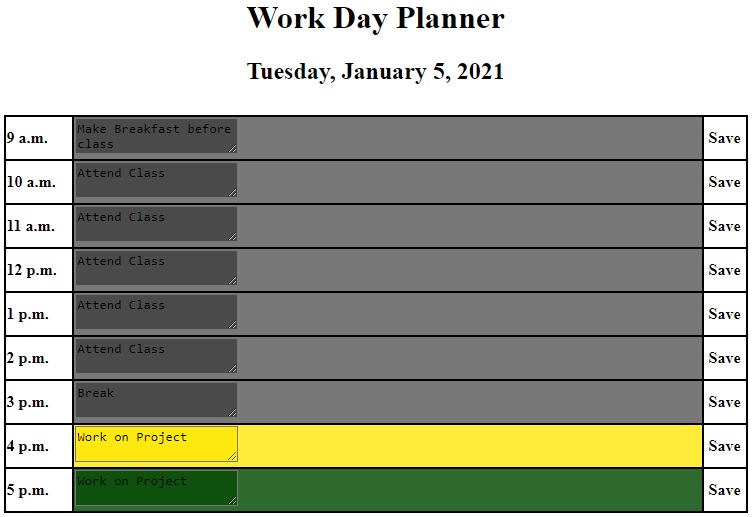 Work Day Planner
Tuesday, January 5, 2021
9 a.m. Make Breakfast before
class Save
10 a.m. Attend Class Save
11 a.m. Attend Class Save
12 p.m. Attend Class Save
1 p.m. Attend Class Save
2 p.m. Attend Class Save
3 p.m. Break Save
4 p.m. Work on Project Save
5 p.m. Work on Project Save